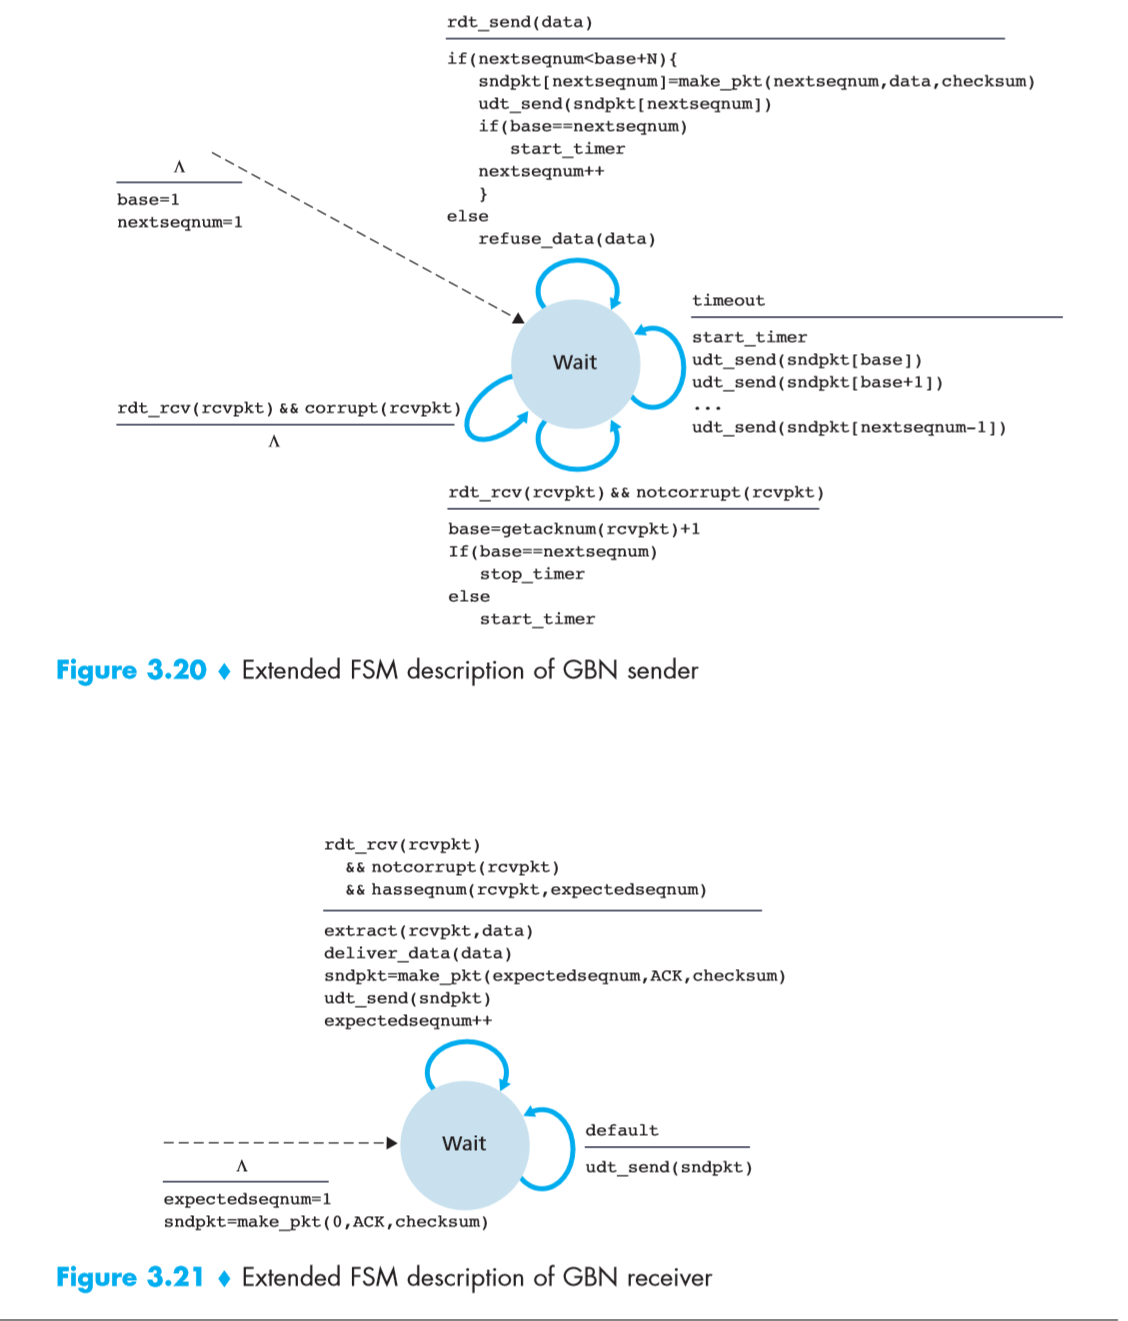 rdt_send(data)
if(nextseqnum<base+N){
sndpkt[nextseqnum]=make_pkt(nextseqnum,data,checksum)
udt_send(sndpkt[nextseqnum])
if(base==nextseqnum)
start_timer
nextseqnum++
}
else
refuse_data(data)
Λ
base=1
nextseqnum=1
timeout
start_timer
udt_send(sndpkt[base])
udt_send(sndpkt[base+1])
...
udt_send(sndpkt[nextseqnum-1])
Wait
rdt_rcv(rcvpkt) && corrupt(rcvpkt)
Λ
rdt_rcv(rcvpkt) && notcorrupt(rcvpkt)
base=getacknum(rcvpkt)+1
If(base==nextseqnum)
stop_timer
else
start_timer
Figure 3.20 ♦ Extended FSM description of GBN sender
rdt_rcv(rcvpkt)
&& notcorrupt(rcvpkt)
&& hasseqnum(rcvpkt,expectedseqnum)
extract(rcvpkt,data)
deliver_data(data)
sndpkt=make_pkt(expectedseqnum,ACK,checksum)
udt_send(sndpkt)
expectedseqnum++
Wait
default
udt_send(sndpkt)
Λ
expectedseqnum=1
sndpkt=make_pkt(0,ACK,checksum)
Figure 3.21 ♦ Extended FSM description of GBN receiver